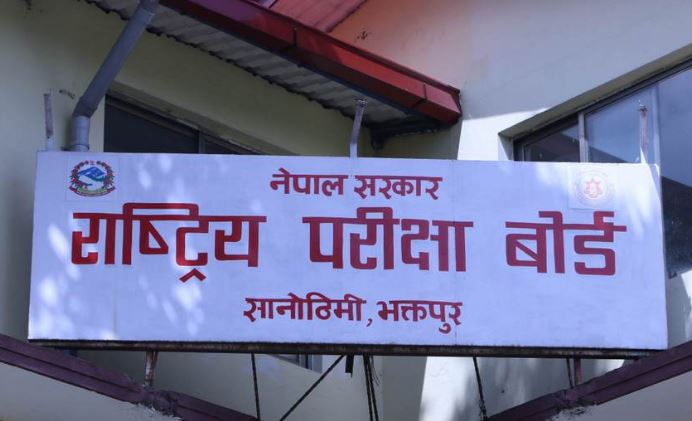 नेपाल सरकार
राष्ट्रिय परीक्षा बोर्ड
सानोठिमी, भक्तपुर